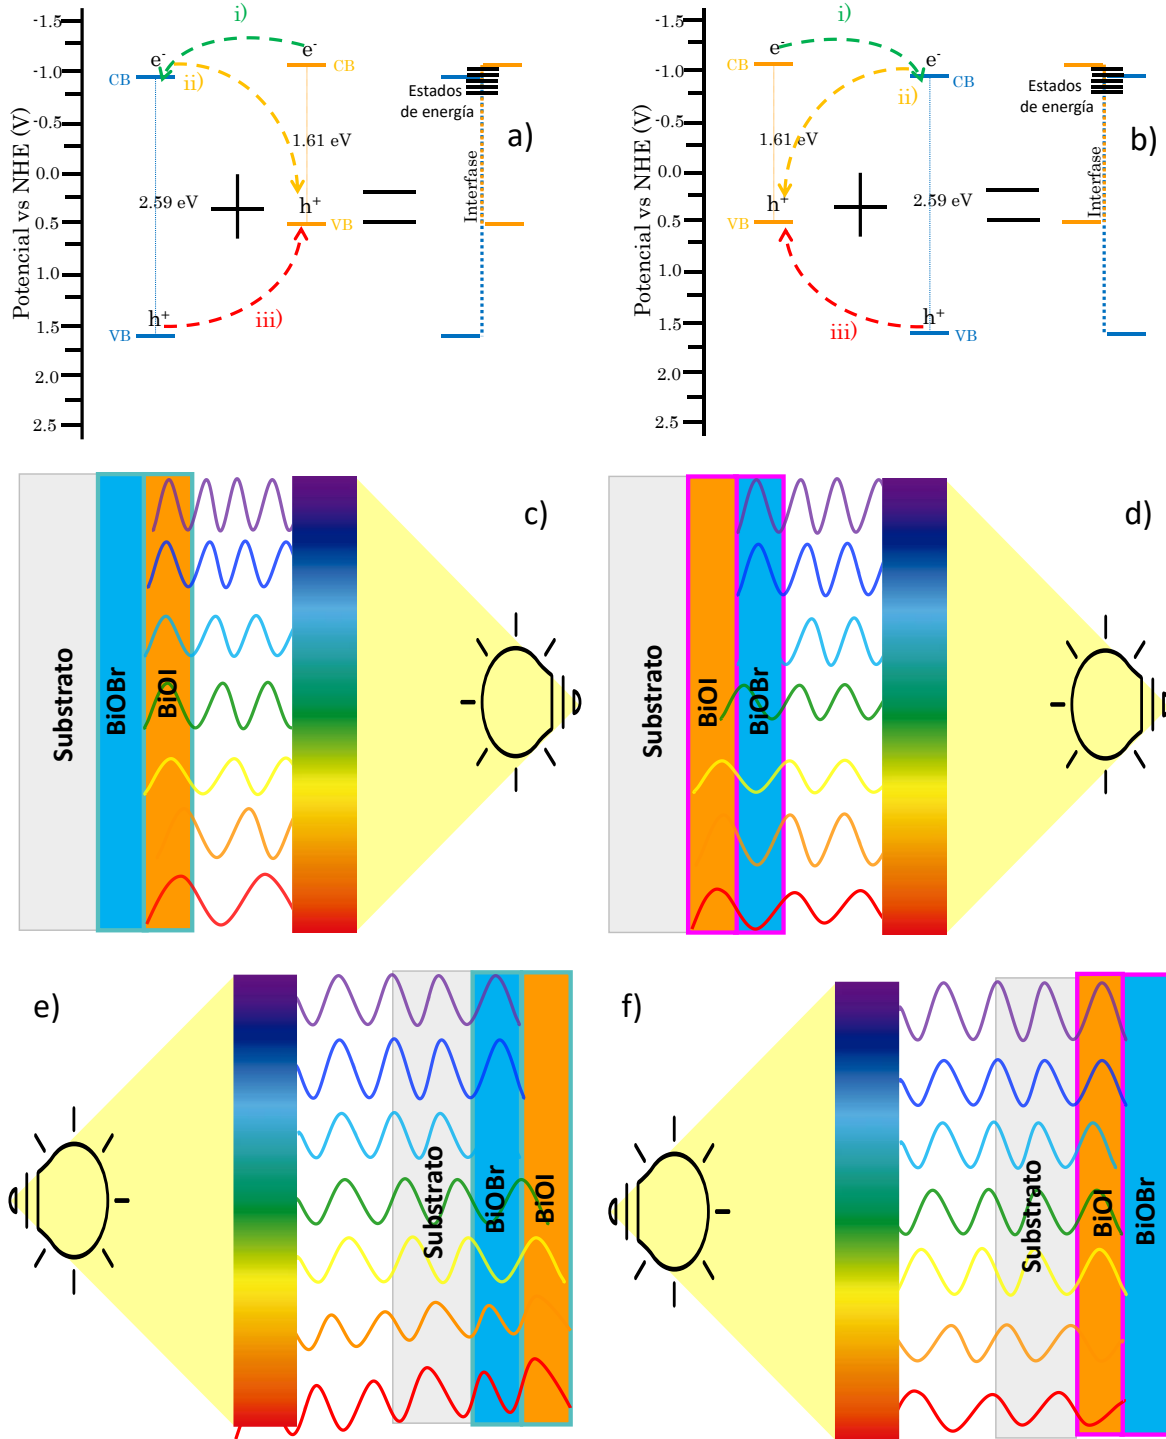 Potencial vs NHE (V)
-1.5
-1.0
-0.5
0.0
0.5
1.0
1.5
2.0
2.5
i)
e-
e-
CB
CB
ii)
1.61 eV
2.59 eV
h+
VB
h+
VB
iii)
Estados
de energía
Interfase
a)
Potencial vs NHE (V)
-1.5
-1.0
-0.5
0.0
0.5
1.0
1.5
2.0
2.5
i)
e-
e-
CB
CB
ii)
1.61 eV
2.59 eV
h+
VB
h+
VB
iii)
Estados
de energía
Interfase
b)
Substrato
BiOBr
BiOI
c)
Substrato
BiOI
BiOBr
d)
e)
Substrato
BiOBr
BiOI
f)
Substrato
BiOI
BiOBr